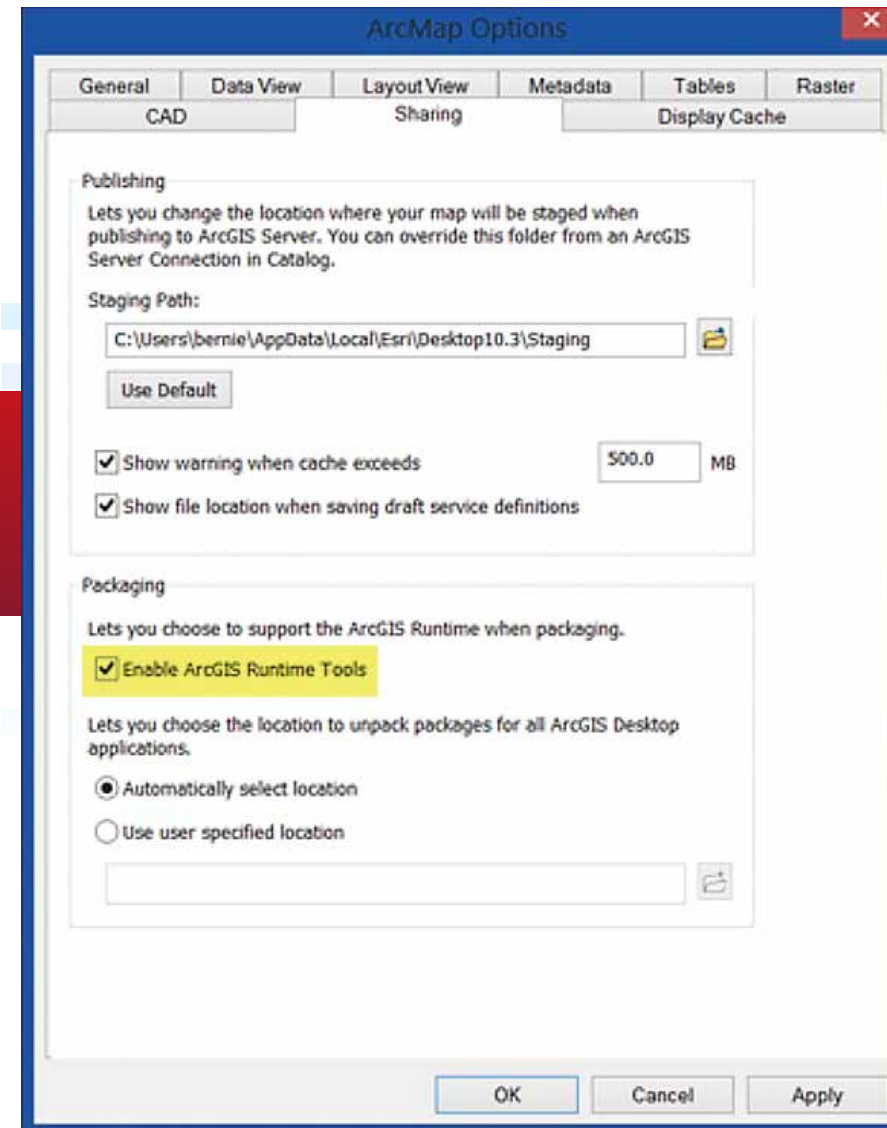 ArcMap Options
General Data View Layout View Metadata Tables Raster
CAD Sharing Display Cache
Publishing
Lets you change the location where your map will be staged when
publishing to ArcGIS Server. You can override this folder from an ArcGIS
Server Connection in Catalog.
Staging Path:
C:\Users\bernie\AppData\Local\Esri\Desktop10.3\Staging
Use Default
Show warning when cache exceeds 500.0 MB
Show file location when saving draft service definitions
Packaging
Lets you choose to support the ArcGIS Runtime when packaging.
Enable ArcGIS Runtime Tools
Lets you choose the location to unpack packages for all ArcGIS Desktop
applications.
Automatically select location
Use user specified location
OK Cancel Apply